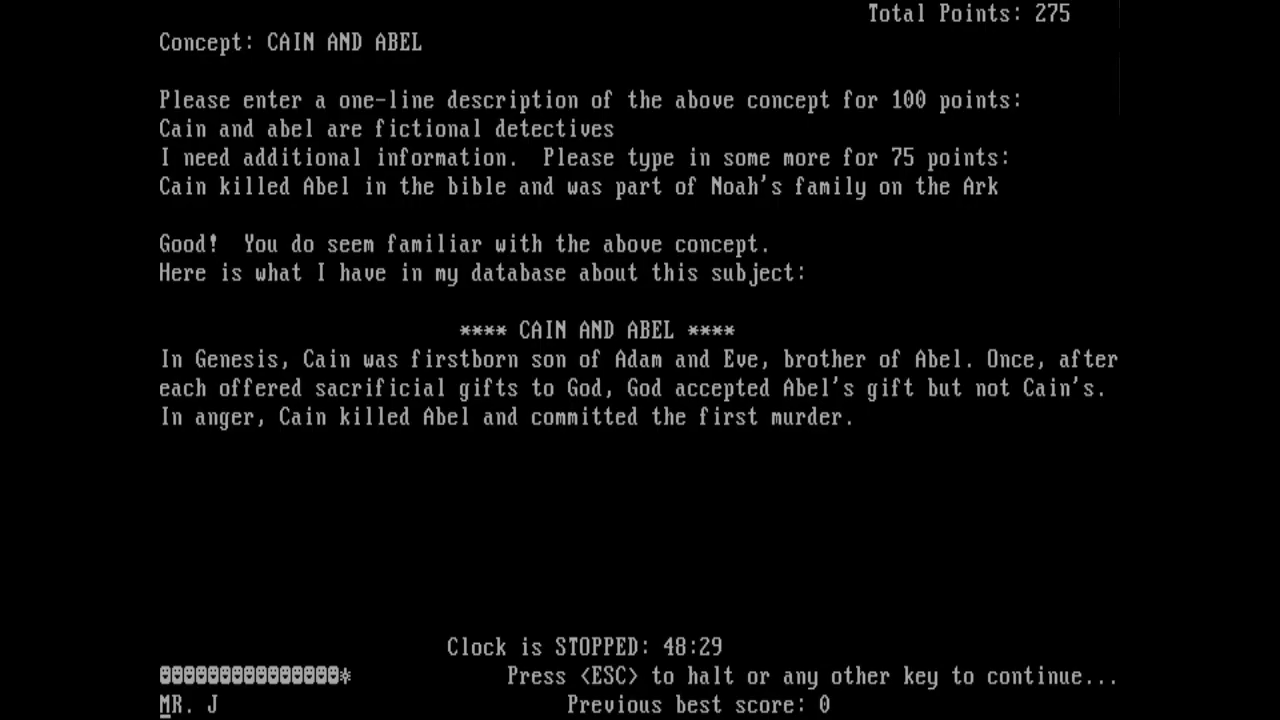 Total Points: 275
Concept: CAIN AND ABEL
Please enter a one-line description of the above concept for 100 points:
Cain and abel are fictional detectives
I need additional information.  Please type in some more for 75 points:
Cain killed Abel in the bible and was part of Noah's family on the Ark
Good!  You do seem familiar with the above concept.
Here is what I have in my database about this subject:
**** CAIN AND ABEL ****
In Genesis, Cain was firstborn son of Adam and Eve, brother of Abel. Once, after
each offered sacrificial gifts to God, God accepted Abel's gift but not Cain's.
In anger, Cain killed Abel and committed the first murder.
Clock is STOPPED: 48:29
Press <ESC> to halt or any other key to continue...
MR. J
Previous best score: 0